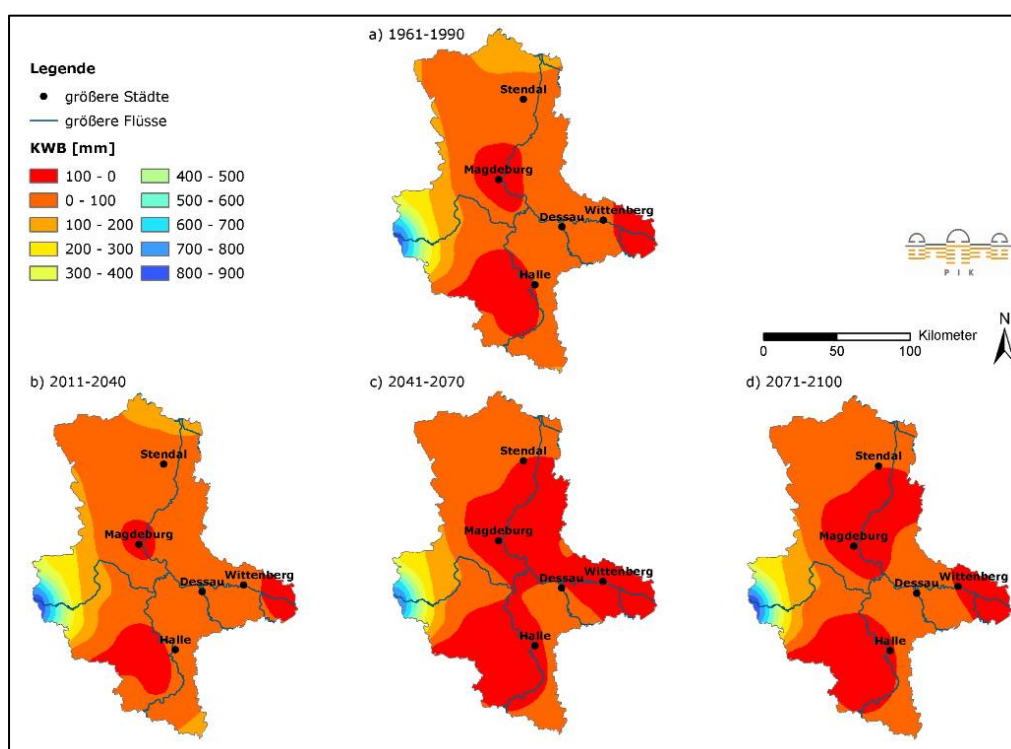 a) 1961-1990
Legende
größere Städte
größere Flüsse
KWB [mm]
100 - 0
400 - 500
0 - 100
500 - 600
100 - 200
600 - 700
200 - 300
700 - 800
300 - 400
800 - 900
Stendal
Magdeburg
Dessau
Wittenberg
Halle
P I K
N
Kilometer
0 50 100
b) 2011-2040
Stendal
Magdeburg
Dessau
Wittenberg
Halle
c) 2041-2070
Stendal
Magdeburg
Dessau
Wittenberg
Halle
d) 2071-2100
Stendal
Magdeburg
Dessau
Wittenberg
Halle